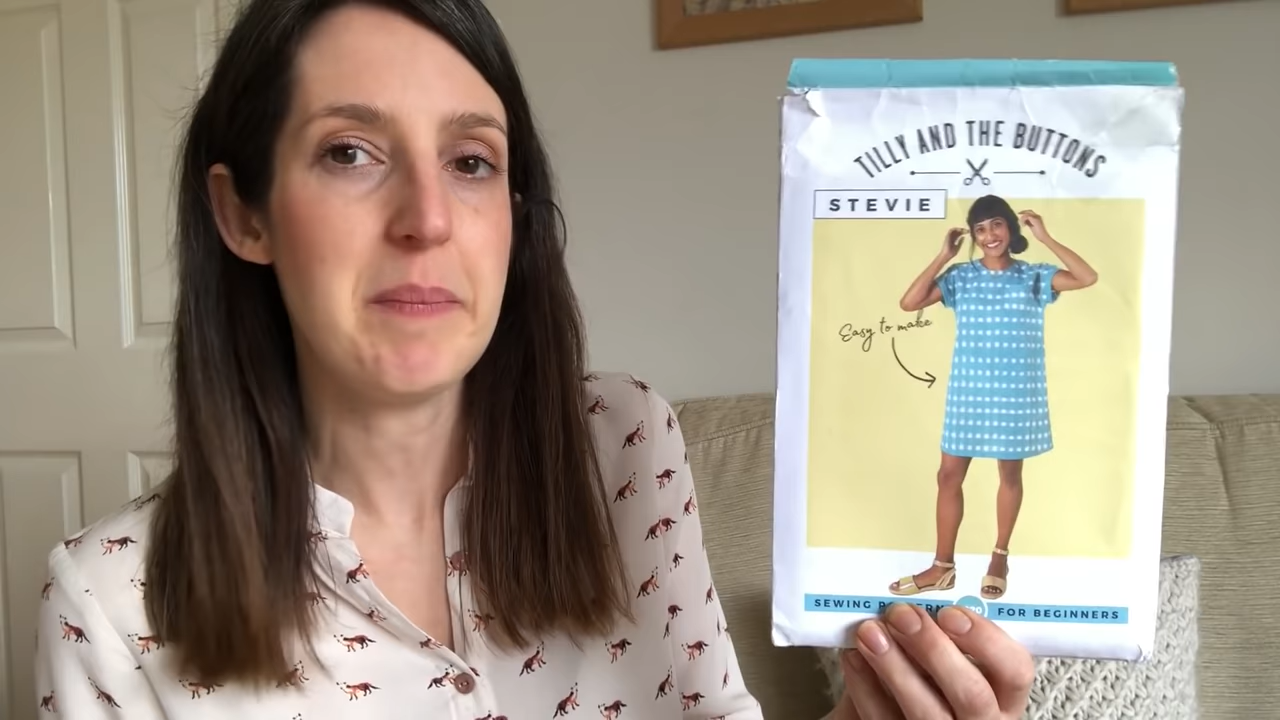 TILLY AND THE BUTTONS
STEVIE
Easy to make
SEWING FOR BEGINNERS